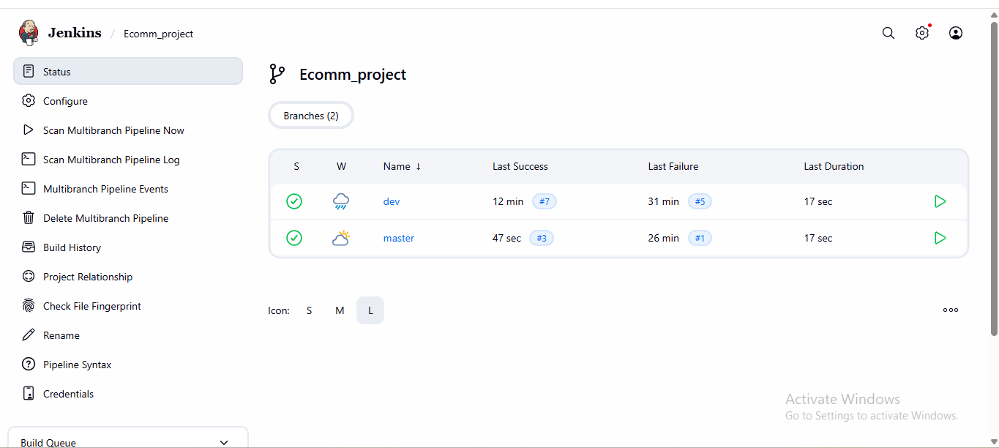 Jenkins / Ecomm_project
Status
Configure
Scan Multibranch Pipeline Now
Scan Multibranch Pipeline Log
Multibranch Pipeline Events
Delete Multibranch Pipeline
Build History
Project Relationship
Check File Fingerprint
Rename
Pipeline Syntax
Credentials
Build Queue
Ecomm_project
Branches (2)
S W Name ↓ Last Success Last Failure Last Duration
dev 12 min #7 31 min #5 17 sec
master 47 sec #3 26 min #1 17 sec
Icon: S M L
Activate Windows
Go to Settings to activate Windows.